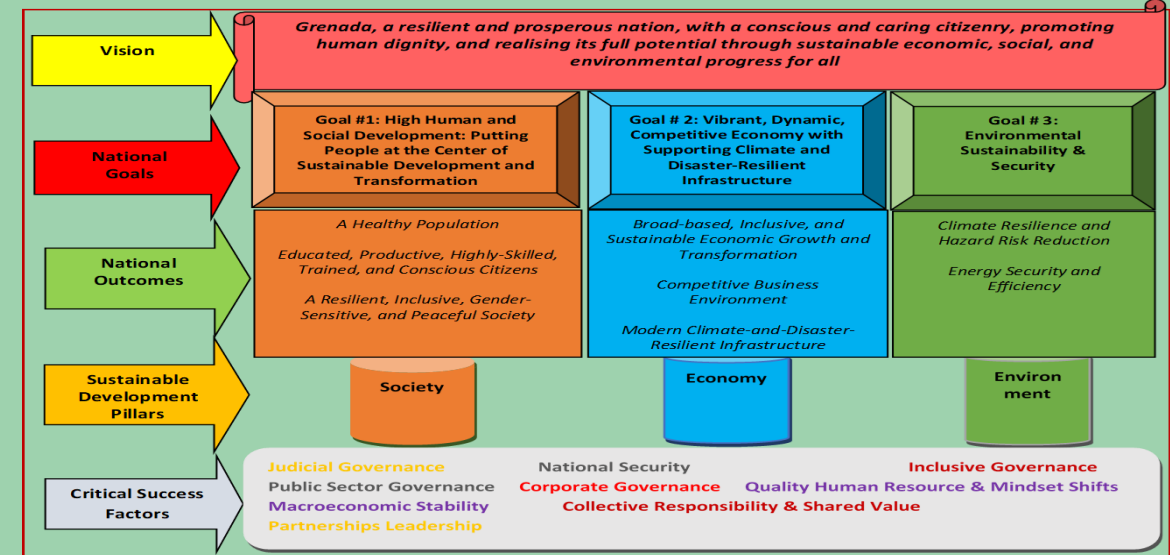 Vision
Grenada, a resilient and prosperous nation, with a conscious and caring citizenry, promoting
human dignity, and realising its full potential through sustainable economic, social, and
environmental progress for all
National
Goals
Goal #1: High Human and
Social Development: Putting
People at the Center of
Sustainable Development and
Transformation
Goal # 2: Vibrant, Dynamic,
Competitive Economy with
Supporting Climate and
Disaster-Resilient
Infrastructure
Goal # 3:
Environmental
Sustainability &
Security
National
Outcomes
A Healthy Population
Educated, Productive, Highly-Skilled,
Trained, and Conscious Citizens
A Resilient, Inclusive, Gender-
Sensitive, and Peaceful Society
Broad-based, Inclusive, and
Sustainable Economic Growth and
Transformation
Competitive Business
Environment
Modern Climate-and-Disaster-
Resilient Infrastructure
Climate Resilience and
Hazard Risk Reduction
Energy Security and
Efficiency
Sustainable
Development
Pillars
Society
Economy
Environ
ment
Critical Success
Factors
Judicial Governance National Security Inclusive Governance
Public Sector Governance Corporate Governance Quality Human Resource & Mindset Shifts
Macroeconomic Stability Collective Responsibility & Shared Value
Partnerships Leadership